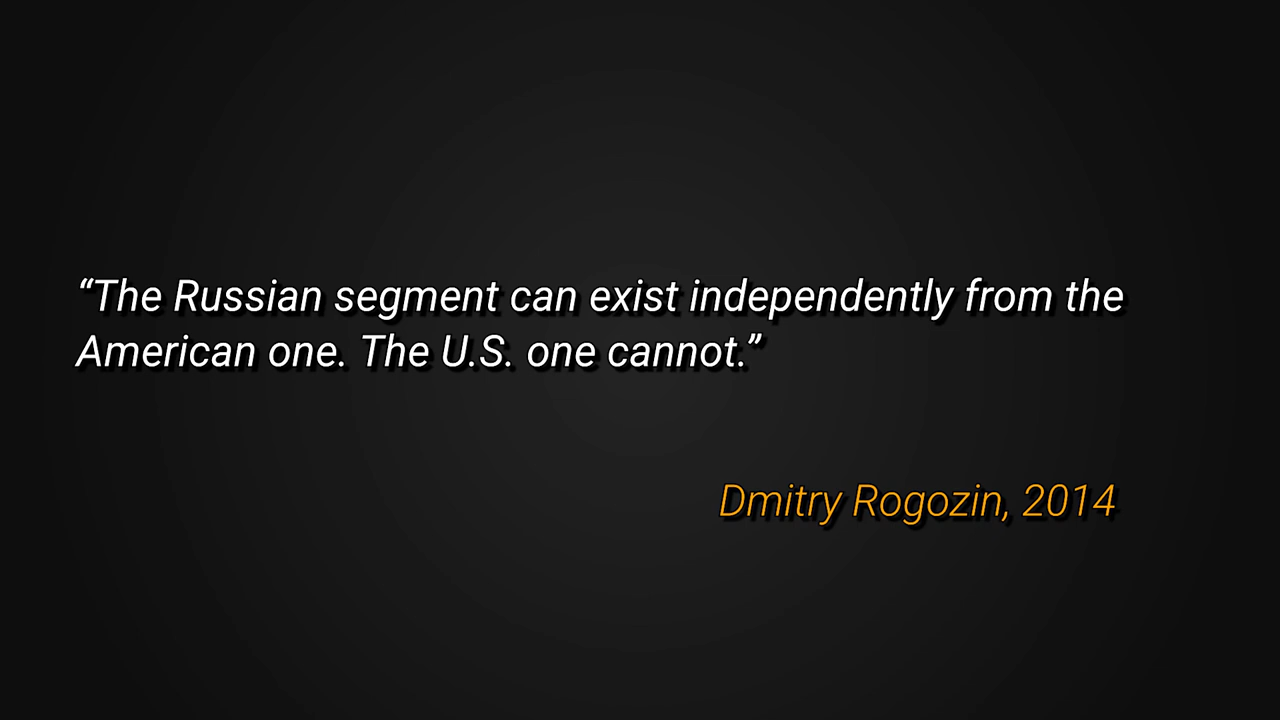 “The Russian segment can exist independently from the
American one. The U.S. one cannot.”
Dmitry Rogozin, 2014